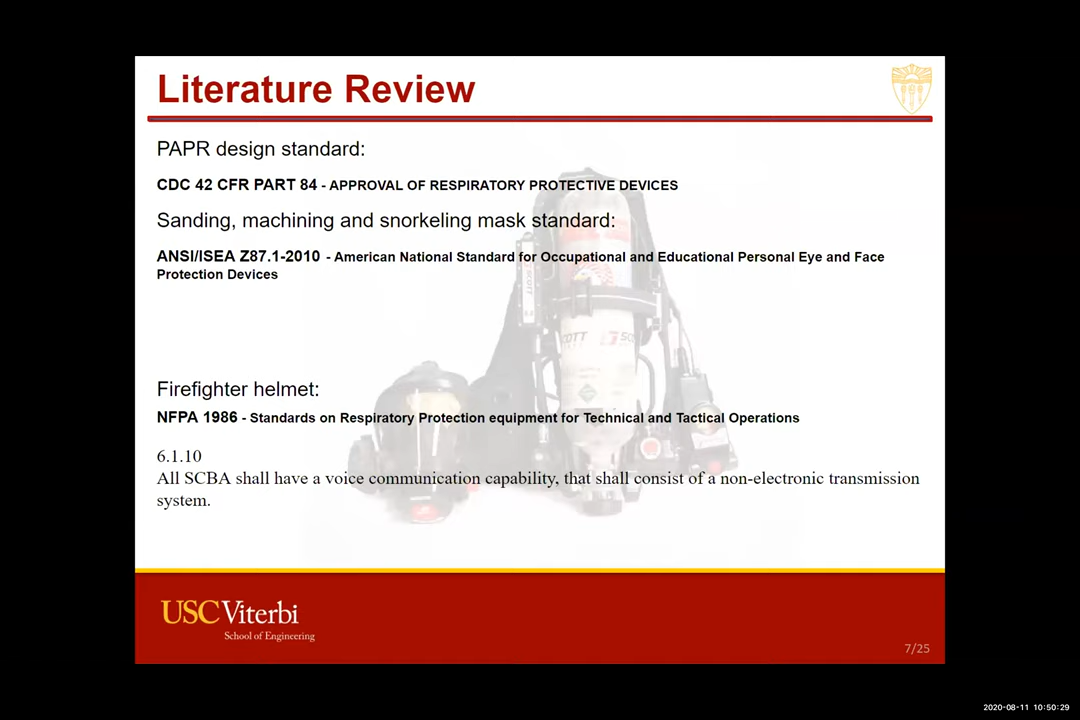 Literature Review
PAPR design standard:
CDC 42 CFR PART 84 - APPROVAL OF RESPIRATORY PROTECTIVE DEVICES
Sanding, machining and snorkeling mask standard:
ANSI/ISEA Z87.1-2010 - American National Standard for Occupational and Educational Personal Eye and Face
Protection Devices
SCOTT
Firefighter helmet:
NFPA 1986 - Standards on Respiratory Protection equipment for Technical and Tactical Operations
6.1.10
All SCBA shall have a voice communication capability, that shall consist of a non-electronic transmission
system.
USC Viterbi
School of Engineering
7/25
2020-08-11 10:50:29